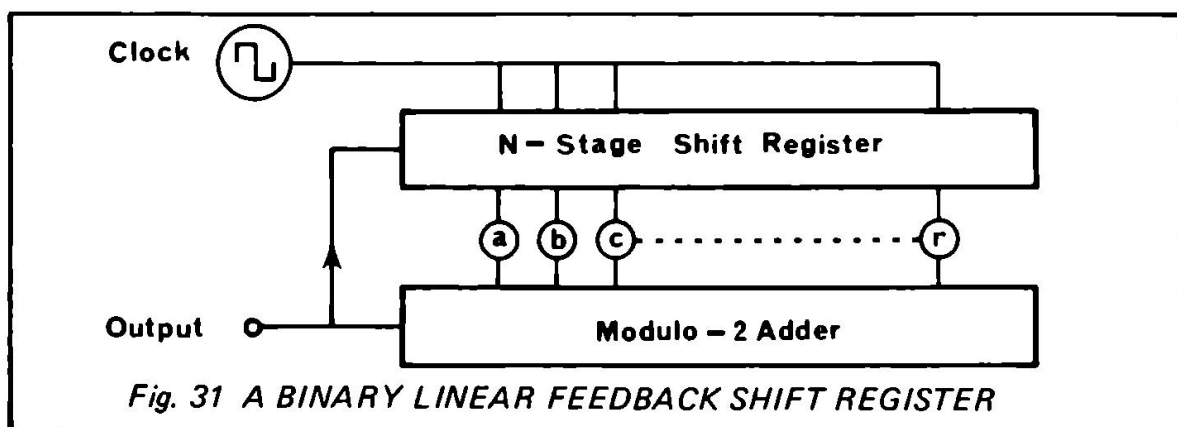 Clock
N - Stage Shift Register
a b c r
Output
Modulo - 2 Adder
Fig. 31 A BINARY LINEAR FEEDBACK SHIFT REGISTER